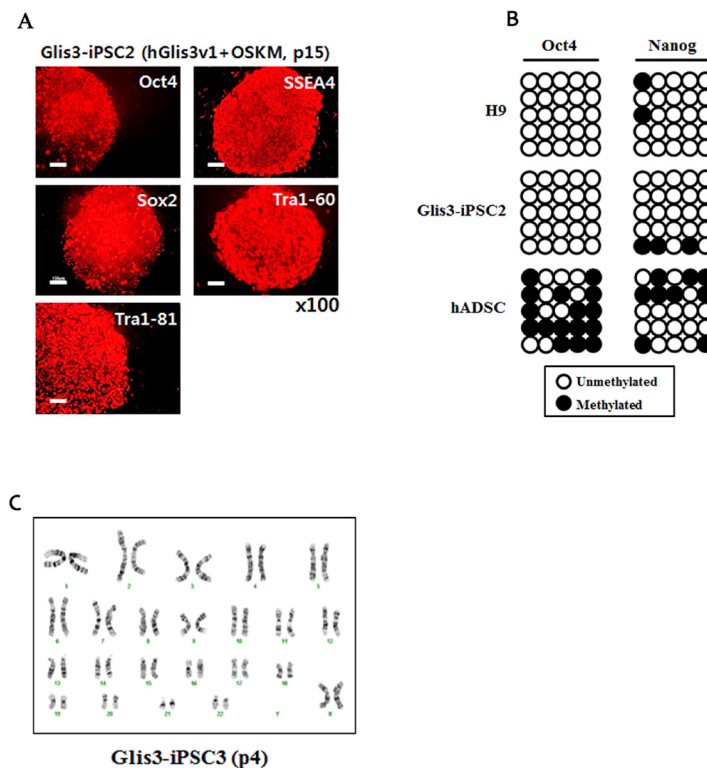 A
Glis3-iPSC2 (hGlis3v1+OSKM, p15)
Oct4
SSEA4
Sox2
Tra1-60
Tra1-81
x100
B
Oct4
Nanog
H9
Glis3-iPSC2
hADSC
Unmethylated
Methylated
C
1
2
3
4
5
6
7
8
9
10
11
12
13
14
15
16
17
18
19
20
21
22
Y
X
Glis3-iPSC3 (p4)